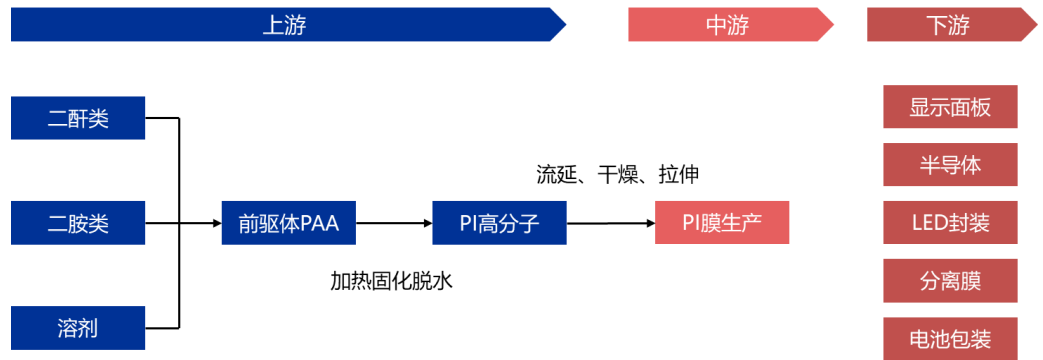 上游
中游
下游
二酐类
二胺类
溶剂
前驱体PAA
加热固化脱水
PI高分子
流延、干燥、拉伸
PI膜生产
显示面板
半导体
LED封装
分离膜
电池包装